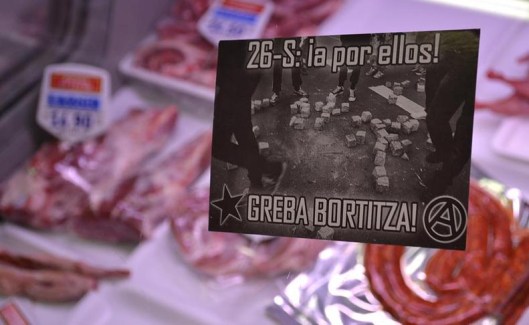 26-S: ¡a por ellos!
GREBA BORTITZA!